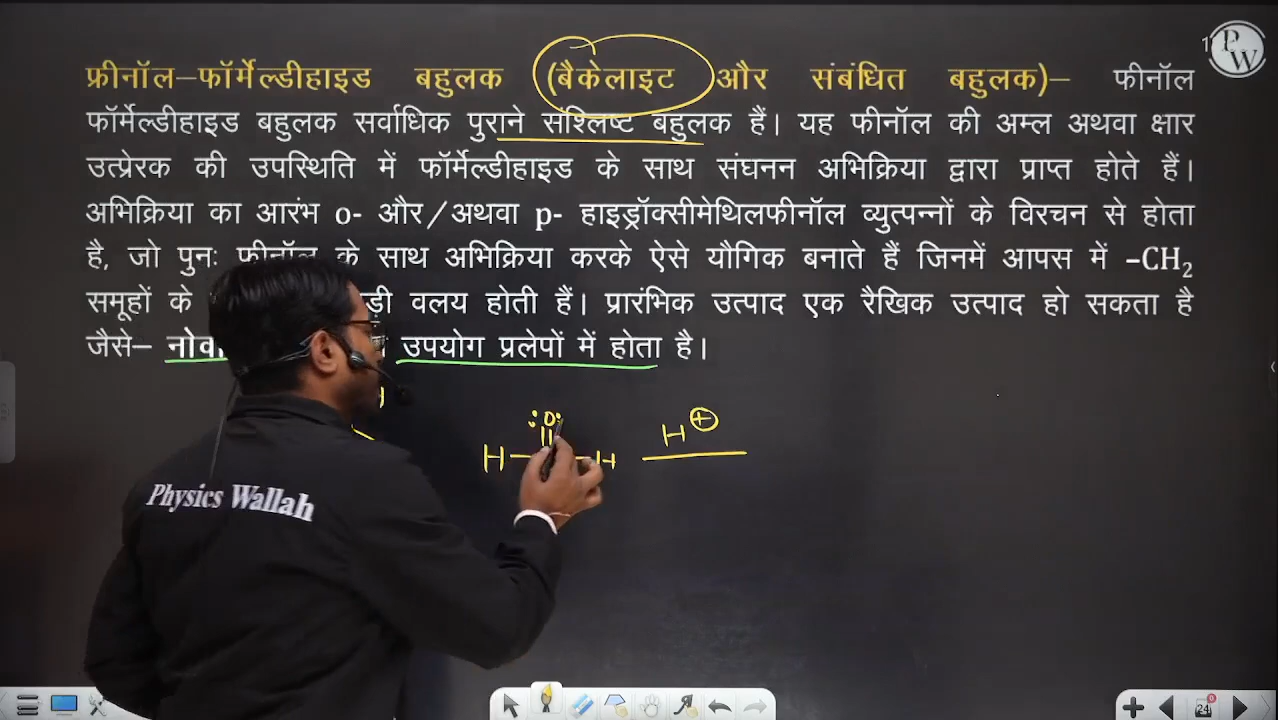 फ्रीनॉल–फॉर्मेल्डीहाइड बहुलक (बैकेलाइट और संबंधित बहुलक)– फीनॉल
फॉर्मेल्डीहाइड बहुलक सर्वाधिक पुराने संश्लिष्ट बहुलक हैं। यह फीनॉल की अम्ल अथवा क्षार
उत्प्रेरक की उपस्थिति में फॉर्मेल्डीहाइड के साथ संघनन अभिक्रिया द्वारा प्राप्त होते हैं।
अभिक्रिया का आरंभ o- और/अथवा p- हाइड्रॉक्सीमेथिलफीनॉल व्युत्पन्नों के विरचन से होता
है, जो पुनः फ़ीनॉल के साथ अभिक्रिया करके ऐसे यौगिक बनाते हैं जिनमें आपस में –CH₂
समूहों के वलय होती हैं। प्रारंभिक उत्पाद एक रैखिक उत्पाद हो सकता है
जैसे– उपयोग प्रलेपों में होता है।
O
H H
H⊕
Physics Wallah
PW
24